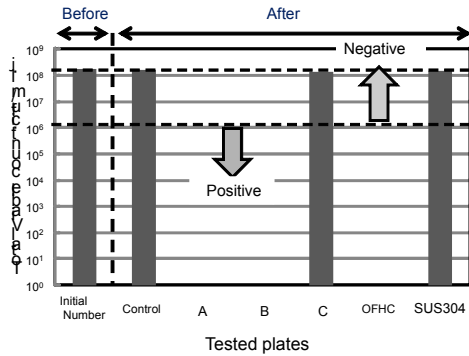 Before
After
10⁹
10⁸
10⁷
10⁶
10⁵
10⁴
10³
10²
10¹
10⁰
Negative
Positive
Initial
Number
Control
A
B
C
OFHC
SUS304
Tested plates